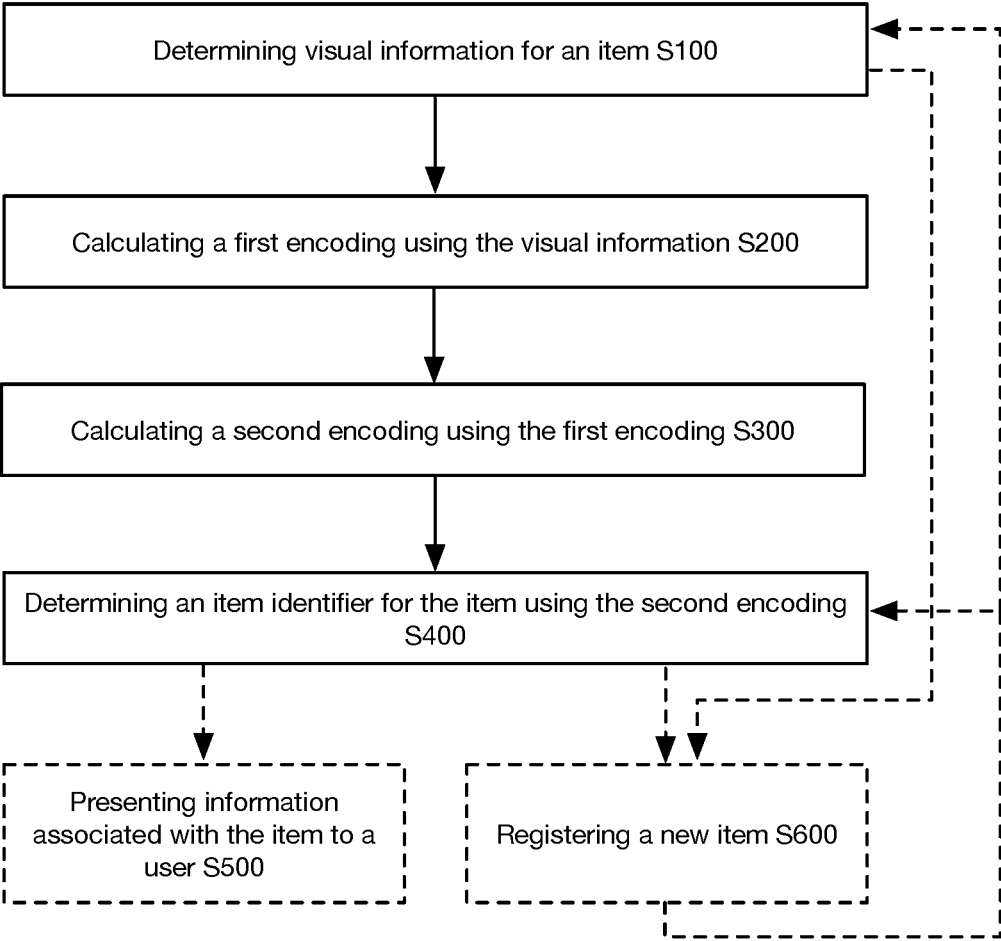 Determining visual information for an item S100
Calculating a first encoding using the visual information S200
Calculating a second encoding using the first encoding S300
Determining an item identifier for the item using the second encoding
S400
Presenting information
associated with the item to a
user S500
Registering a new item S600